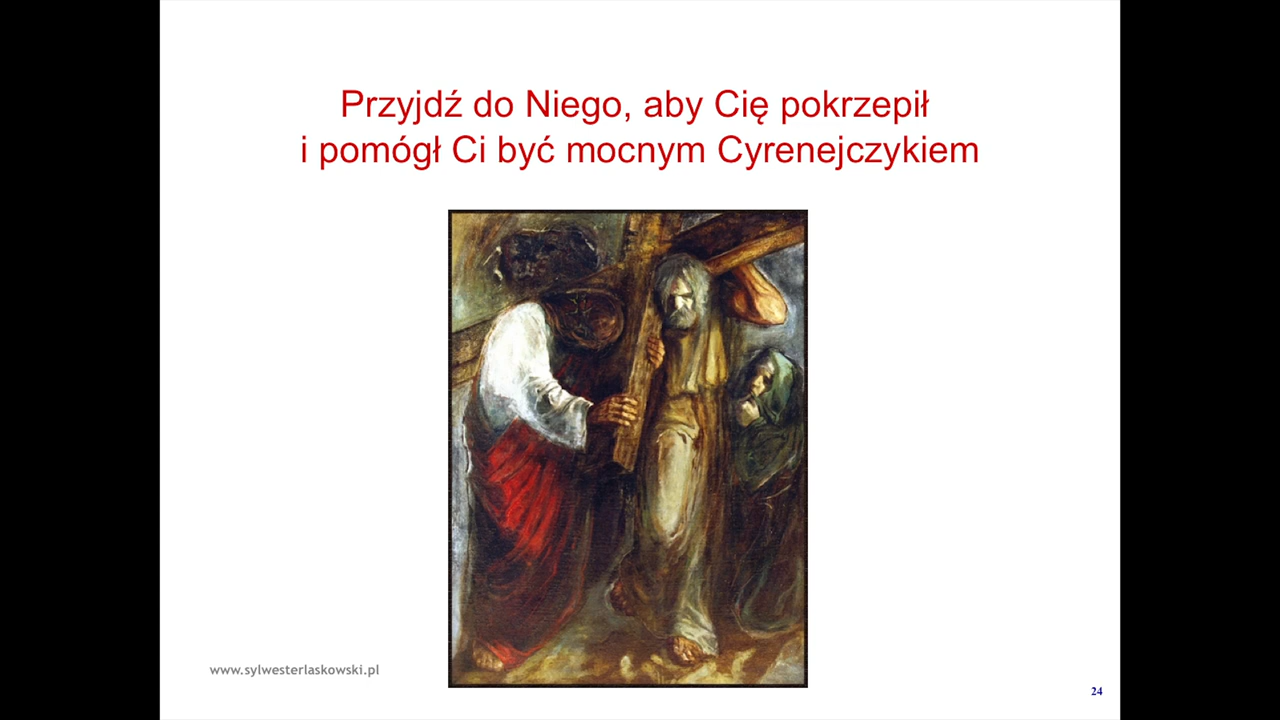 Przyjdź do Niego, aby Cię pokrzepił
i pomógł Ci być mocnym Cyrenejczykiem
www.sylwesterlaskowski.pl
24